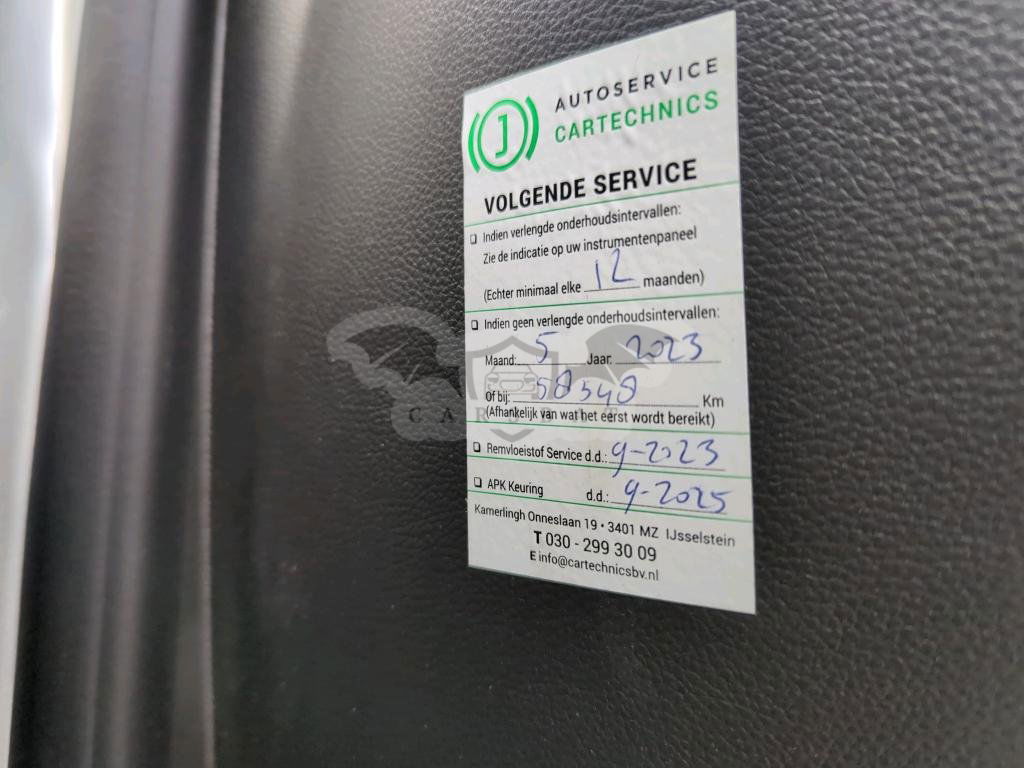 J
AUTOSERVICE
CARTECHNICS
VOLGENDE SERVICE
Indien verlengde onderhoudsintervallen:
Zie de indicatie op uw instrumentenpaneel
(Echter minimaal elke 12 maanden)
Indien geen verlengde onderhoudsintervallen:
Maand: 5 Jaar: 2023
Of bij: 58548 Km
(Afhankelijk van wat het eerst wordt bereikt)
Remvloeistof Service d.d.: 9-2023
APK Keuring d.d.: 9-2025
Kamerlingh Onneslaan 19 • 3401 MZ IJsselstein
T 030 - 299 30 09
E info@cartechnicsbv.nl